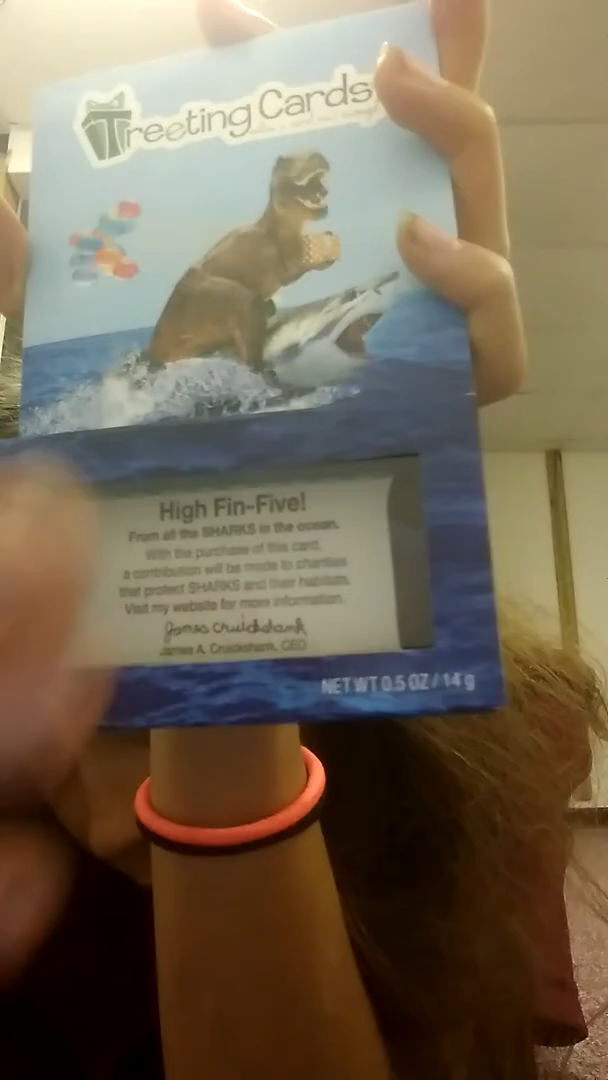 Treeting Cards
High Fin-Five!
From all the SHARKS in the ocean.
With the purchase of this card,
a contribution will be made to charities
that protect SHARKS and their habitats.
Visit my website for more information.
James Cruickshank
James A. Cruickshank, CEO
NET WT 0.5 OZ / 14 g